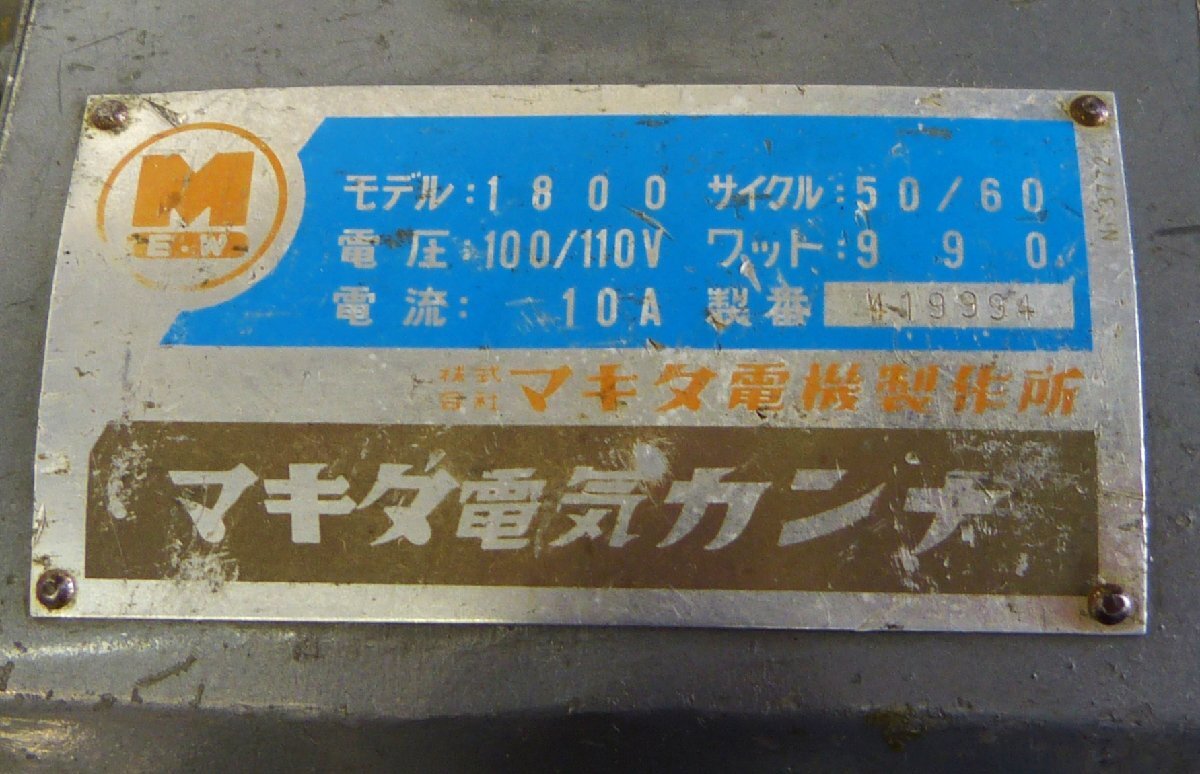 M
E.W.
モデル:1800 サイクル:50/60
電圧:100/110V ワット:990
電流: 10A 製番 M19994
株式会社 マキタ電機製作所
マキタ電気カンナ
No 3772